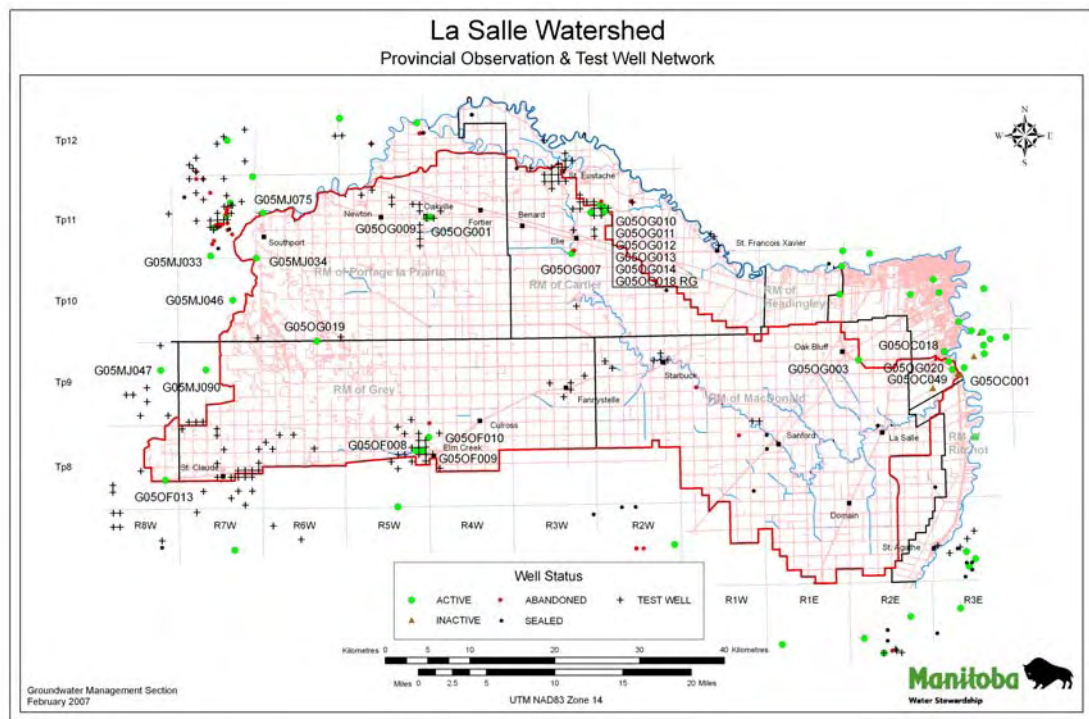 La Salle Watershed
Provincial Observation & Test Well Network
N
W E
S
Tp12
St. Eustache
G05MJ075
Oakville
Tp11
Newton
Fortier
Benard
G05OG009
G05OG001
G05OG010
G05OG011
G05OG012
G05OG013
G05OG014
G05OG018 RG
Southport
Elie
St. Francois Xavier
G05MJ033
G05MJ034
RM of Portage la Prairie
G05OG007
RM of Cartier
RM of
Headingley
Tp10
G05MJ046
G05OG019
Oak Bluff
G05OC018
G05MJ047
G05MJ090
Tp9
RM of Grey
Starbuck
G05OG003
G05OG020
G05OC049
G05OC001
Fannystelle
RM of MacDonald
Culross
G05OF008
G05OF010
Elm Creek
G05OF009
Sanford
La Salle
RM of
Ritchot
Tp8
St. Claude
G05OF013
Domain
R8W
R7W
R6W
R5W
R4W
R3W
R2W
St. Agathe
R1W
R1E
R2E
R3E
Well Status
ACTIVE
ABANDONED
TEST WELL
INACTIVE
SEALED
Kilometres
0 5 10 20 30 40 Kilometres
Miles
0 2.5 5 10 15 20 Miles
UTM NAD83 Zone 14
Groundwater Management Section
February 2007
Manitoba
Water Stewardship